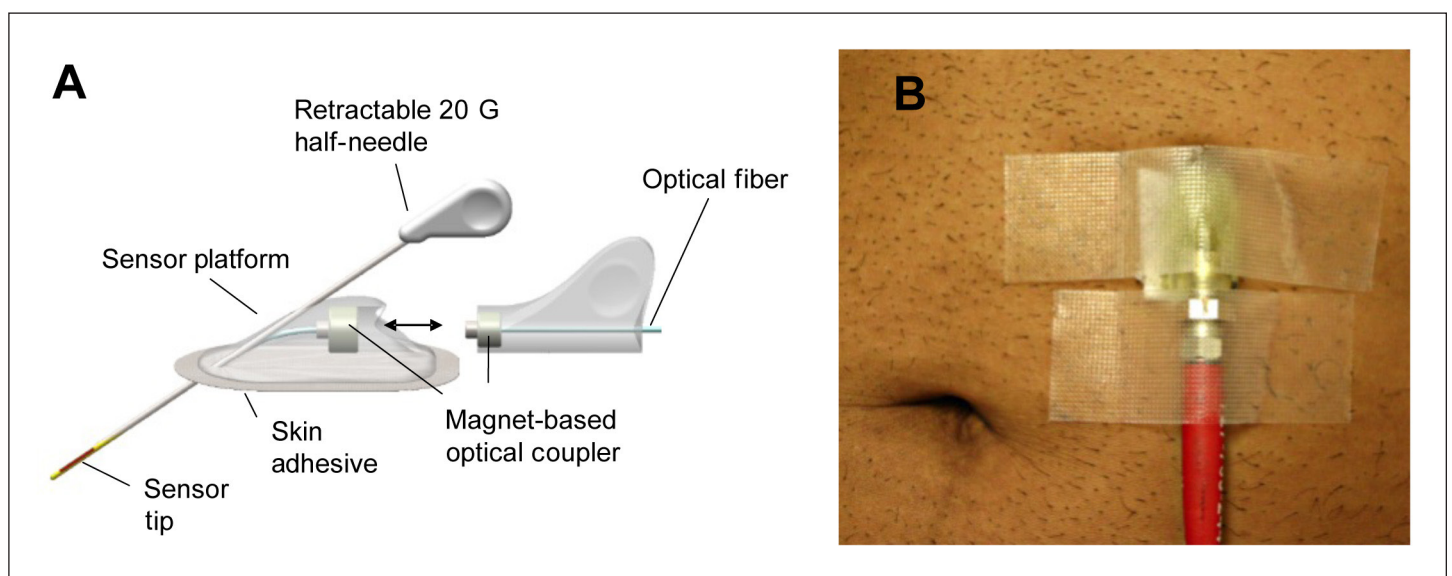 A
Retractable 20 G
half-needle
Optical fiber
Sensor platform
Magnet-based
optical coupler
Skin
adhesive
Sensor
tip
B